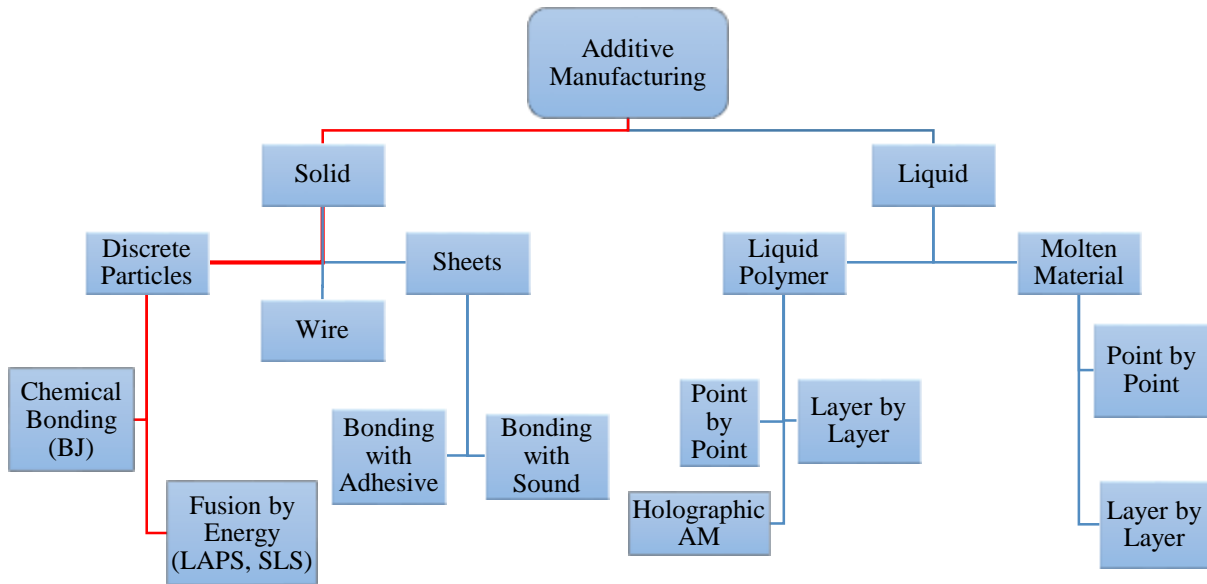 Additive
Manufacturing
Solid
Liquid
Discrete
Particles
Sheets
Liquid
Polymer
Molten
Material
Wire
Chemical
Bonding
(BJ)
Fusion by
Energy
(LAPS, SLS)
Bonding
with
Adhesive
Bonding
with
Sound
Point
by
Point
Layer by
Layer
Holographic
AM
Point by
Point
Layer by
Layer